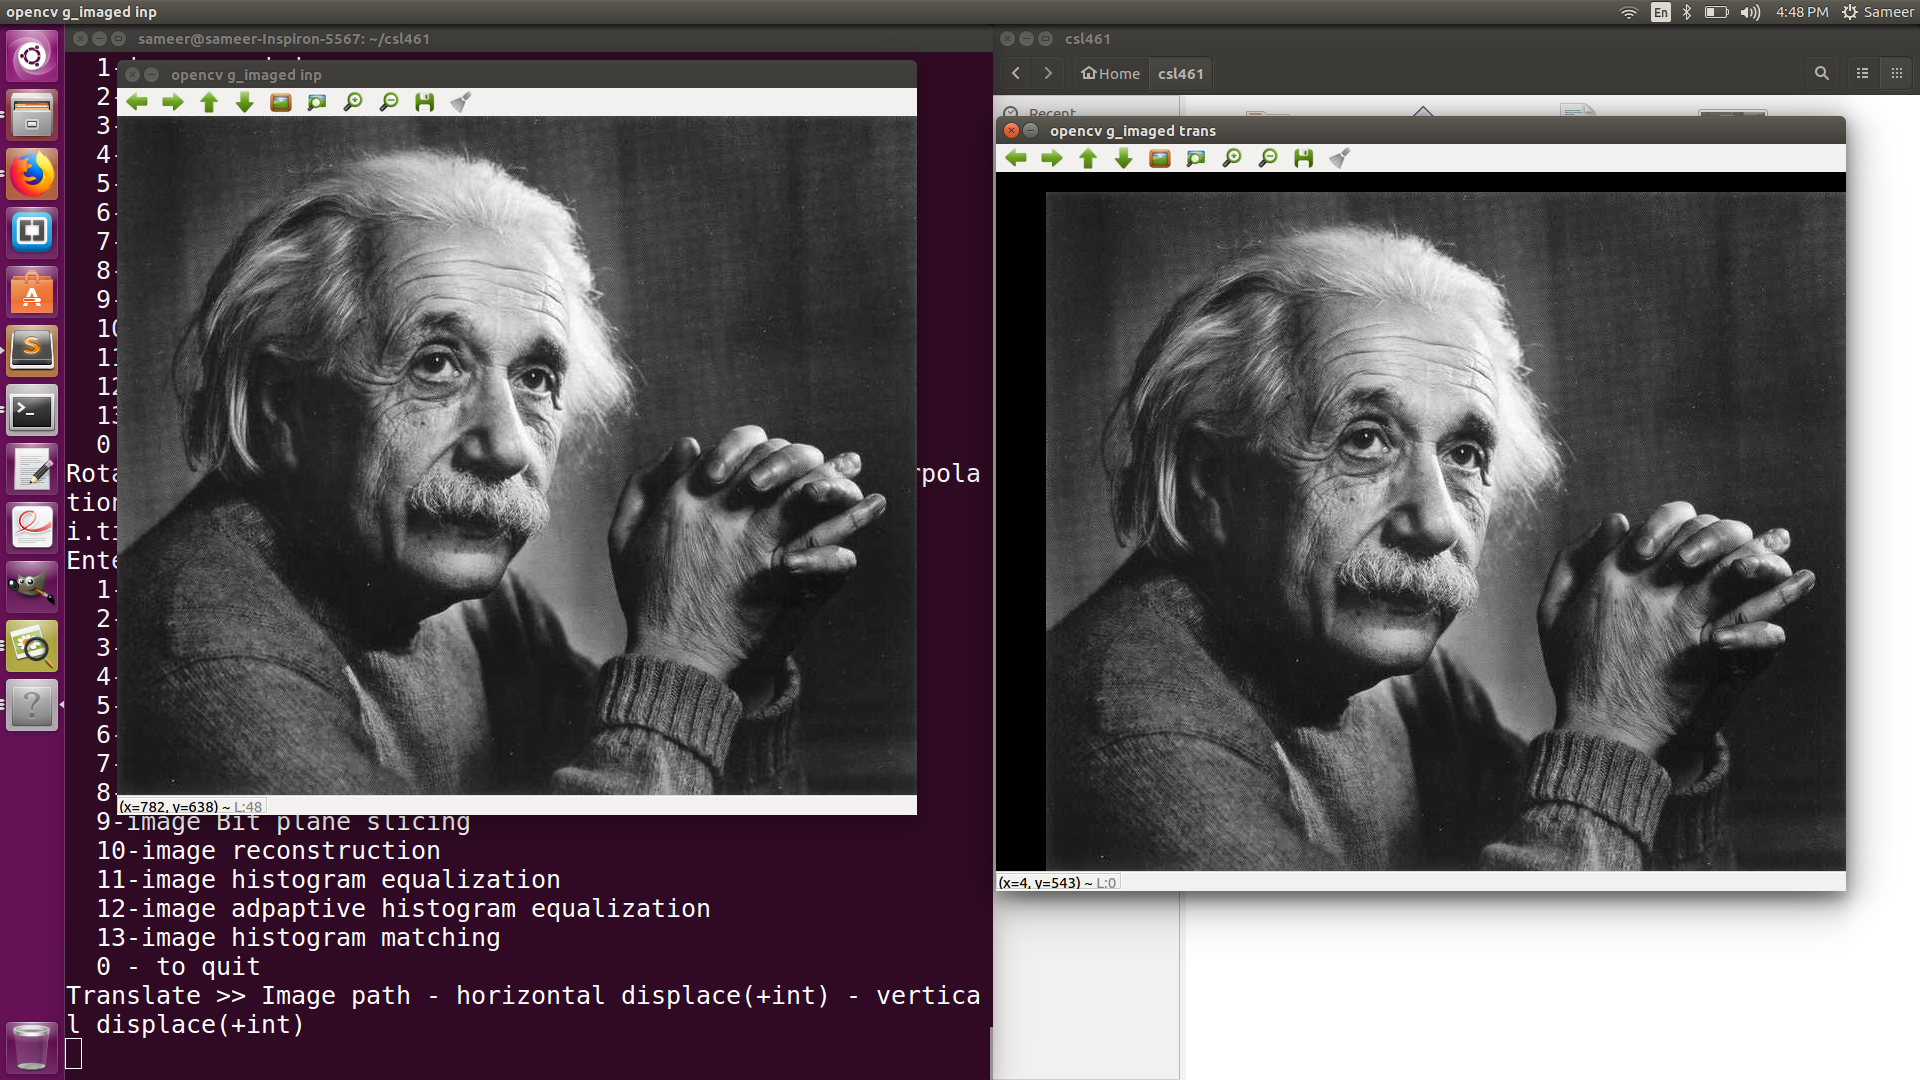 opencv g_imaged inp
En
4:48 PM
Sameer
sameer@sameer-Inspiron-5567: ~/csl461
1-
2-
3-
4-
5-
6-
7-
8-
9-
10
11
12
13
0
Rota
rpola
tion
i.ti
Ente
1-
2-
3-
4-
5-
6-
7-
8-
9-image Bit plane slicing
10-image reconstruction
11-image histogram equalization
12-image adpaptive histogram equalization
13-image histogram matching
0 - to quit
Translate >> Image path - horizontal displace(+int) - vertica
l displace(+int)
opencv g_imaged inp
(x=782, y=638) ~ L:48
csl461
Home
csl461
Recent
opencv g_imaged trans
(x=4, y=543) ~ L:0